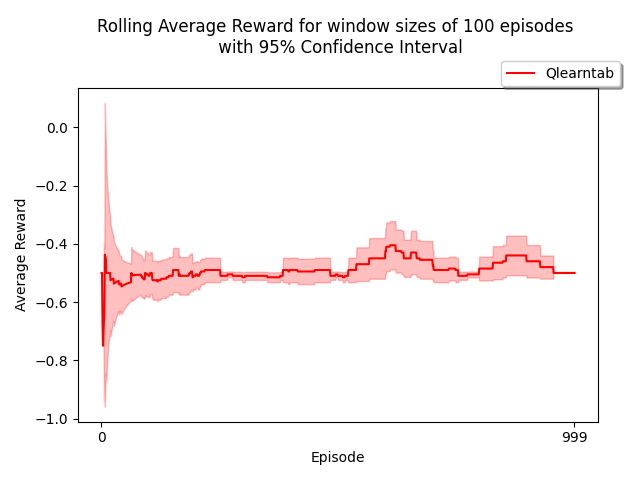 Rolling Average Reward for window sizes of 100 episodes
with 95% Confidence Interval
Qlearntab
Average Reward
0.0
−0.2
−0.4
−0.6
−0.8
−1.0
0
999
Episode